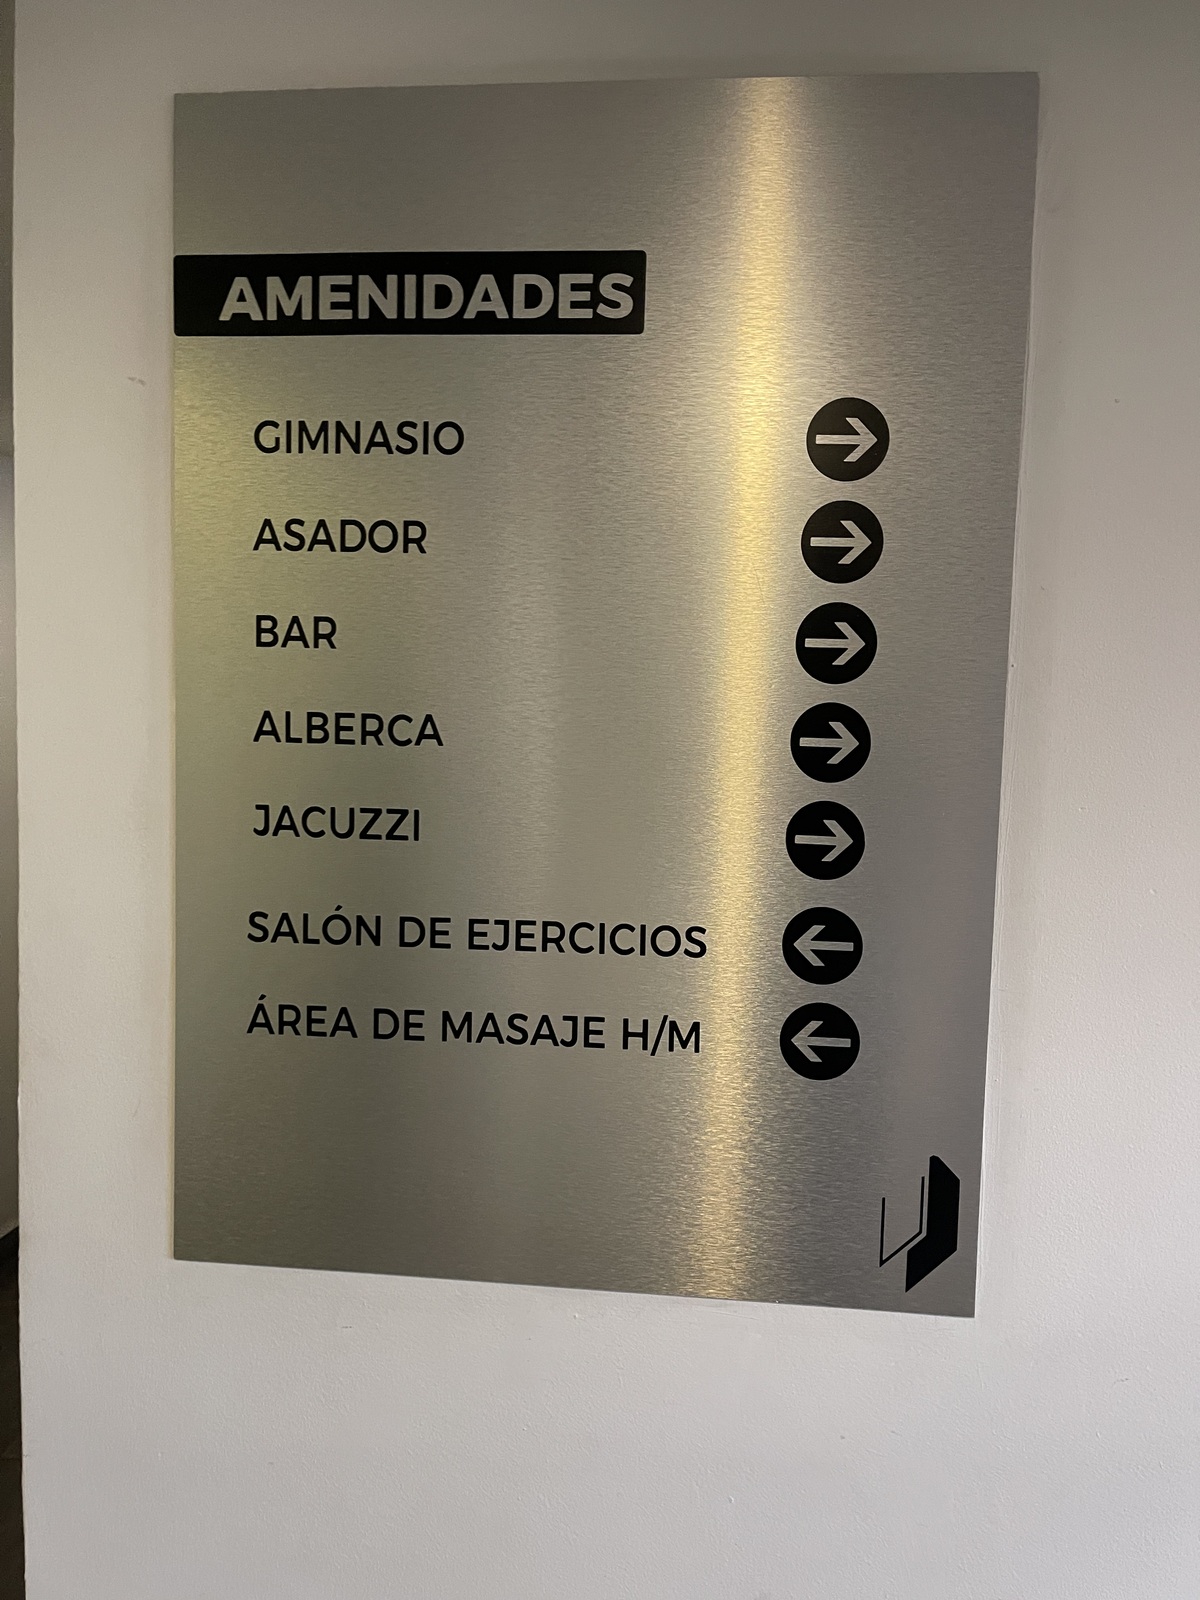 AMENIDADES
GIMNASIO
ASADOR
BAR
ALBERCA
JACUZZI
SALÓN DE EJERCICIOS
ÁREA DE MASAJE H/M